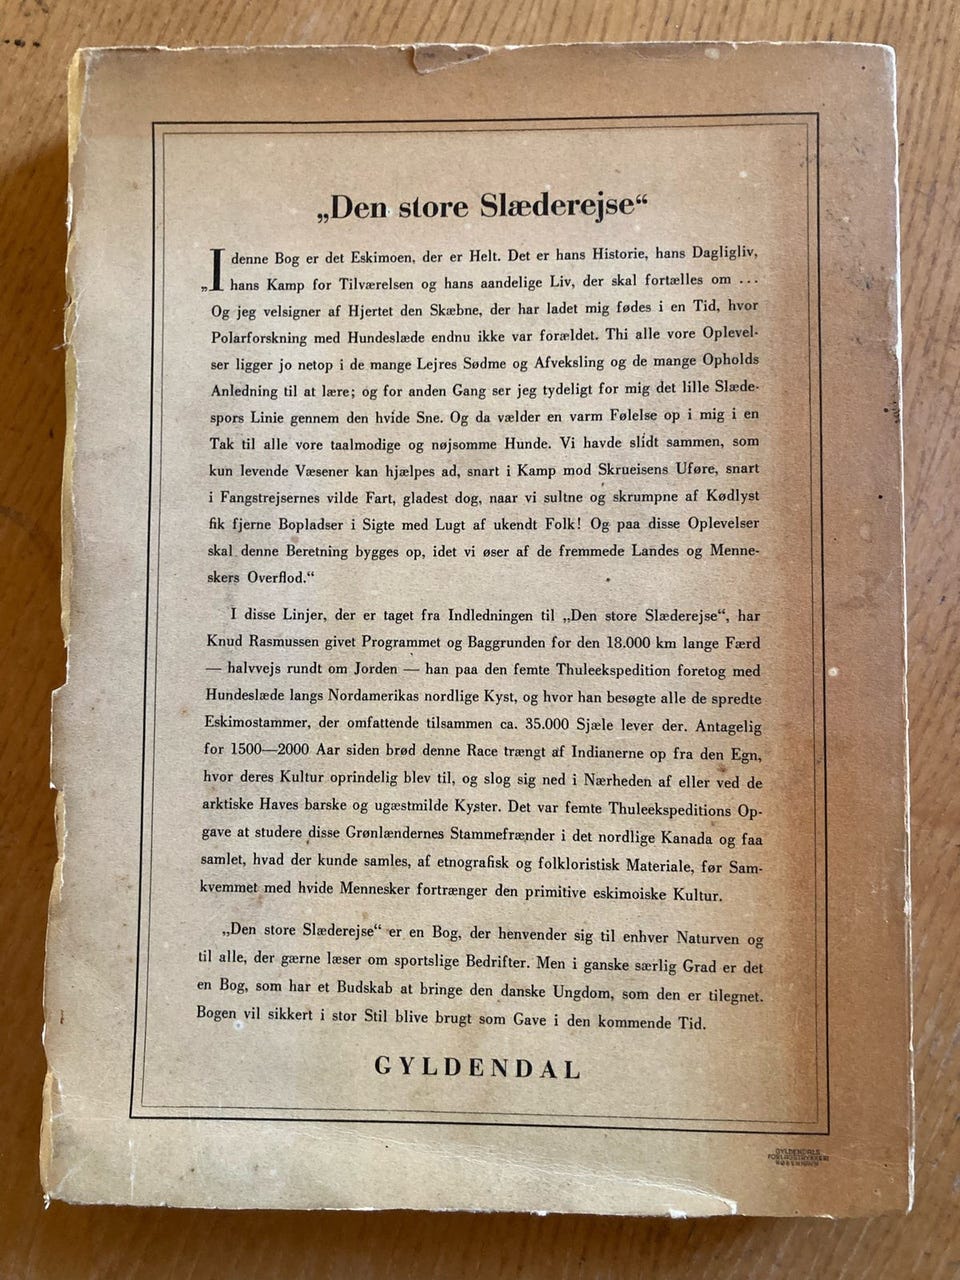 „Den store Slæderejse“
„I denne Bog er det Eskimoen, der er Helt. Det er hans Historie, hans Dagligliv,
hans Kamp for Tilværelsen og hans aandelige Liv, der skal fortælles om ...
Og jeg velsigner af Hjertet den Skæbne, der har ladet mig fødes i en Tid, hvor
Polarforskning med Hundeslæde endnu ikke var forældet. Thi alle vore Oplevel-
ser ligger jo netop i de mange Lejres Sødme og Afveksling og de mange Opholds
Anledning til at lære; og for anden Gang ser jeg tydeligt for mig det lille Slæde-
spors Linie gennem den hvide Sne. Og da vælder en varm Følelse op i mig i en
Tak til alle vore taalmodige og nøjsomme Hunde. Vi havde slidt sammen, som
kun levende Væsener kan hjælpes ad, snart i Kamp mod Skrueisens Uføre, snart
i Fangstrejsernes vilde Fart, gladest dog, naar vi sultne og skrumpne af Kødlyst
fik fjerne Bopladser i Sigte med Lugt af ukendt Folk! Og paa disse Oplevelser
skal denne Beretning bygges op, idet vi øser af de fremmede Landes og Menne-
skers Overflod.“
I disse Linjer, der er taget fra Indledningen til „Den store Slæderejse“, har
Knud Rasmussen givet Programmet og Baggrunden for den 18.000 km lange Færd
— halvvejs rundt om Jorden — han paa den femte Thuleekspedition foretog med
Hundeslæde langs Nordamerikas nordlige Kyst, og hvor han besøgte alle de spredte
Eskimostammer, der omfattende tilsammen ca. 35.000 Sjæle lever der. Antagelig
for 1500—2000 Aar siden brød denne Race trængt af Indianerne op fra den Egn,
hvor deres Kultur oprindelig blev til, og slog sig ned i Nærheden af eller ved de
arktiske Haves barske og ugæstmilde Kyster. Det var femte Thuleekspeditions Op-
gave at studere disse Grønlændernes Stammefrænder i det nordlige Kanada og faa
samlet, hvad der kunde samles, af etnografisk og folkloristisk Materiale, før Sam-
kvemmet med hvide Mennesker fortrænger den primitive eskimoiske Kultur.
„Den store Slæderejse“ er en Bog, der henvender sig til enhver Naturven og
til alle, der gærne læser om sportslige Bedrifter. Men i ganske særlig Grad er det
en Bog, som har et Budskab at bringe den danske Ungdom, som den er tilegnet.
Bogen vil sikkert i stor Stil blive brugt som Gave i den kommende Tid.
GYLDENDAL
GYLDENDALS
FORLAGSTRYKKERI
KØBENHAVN